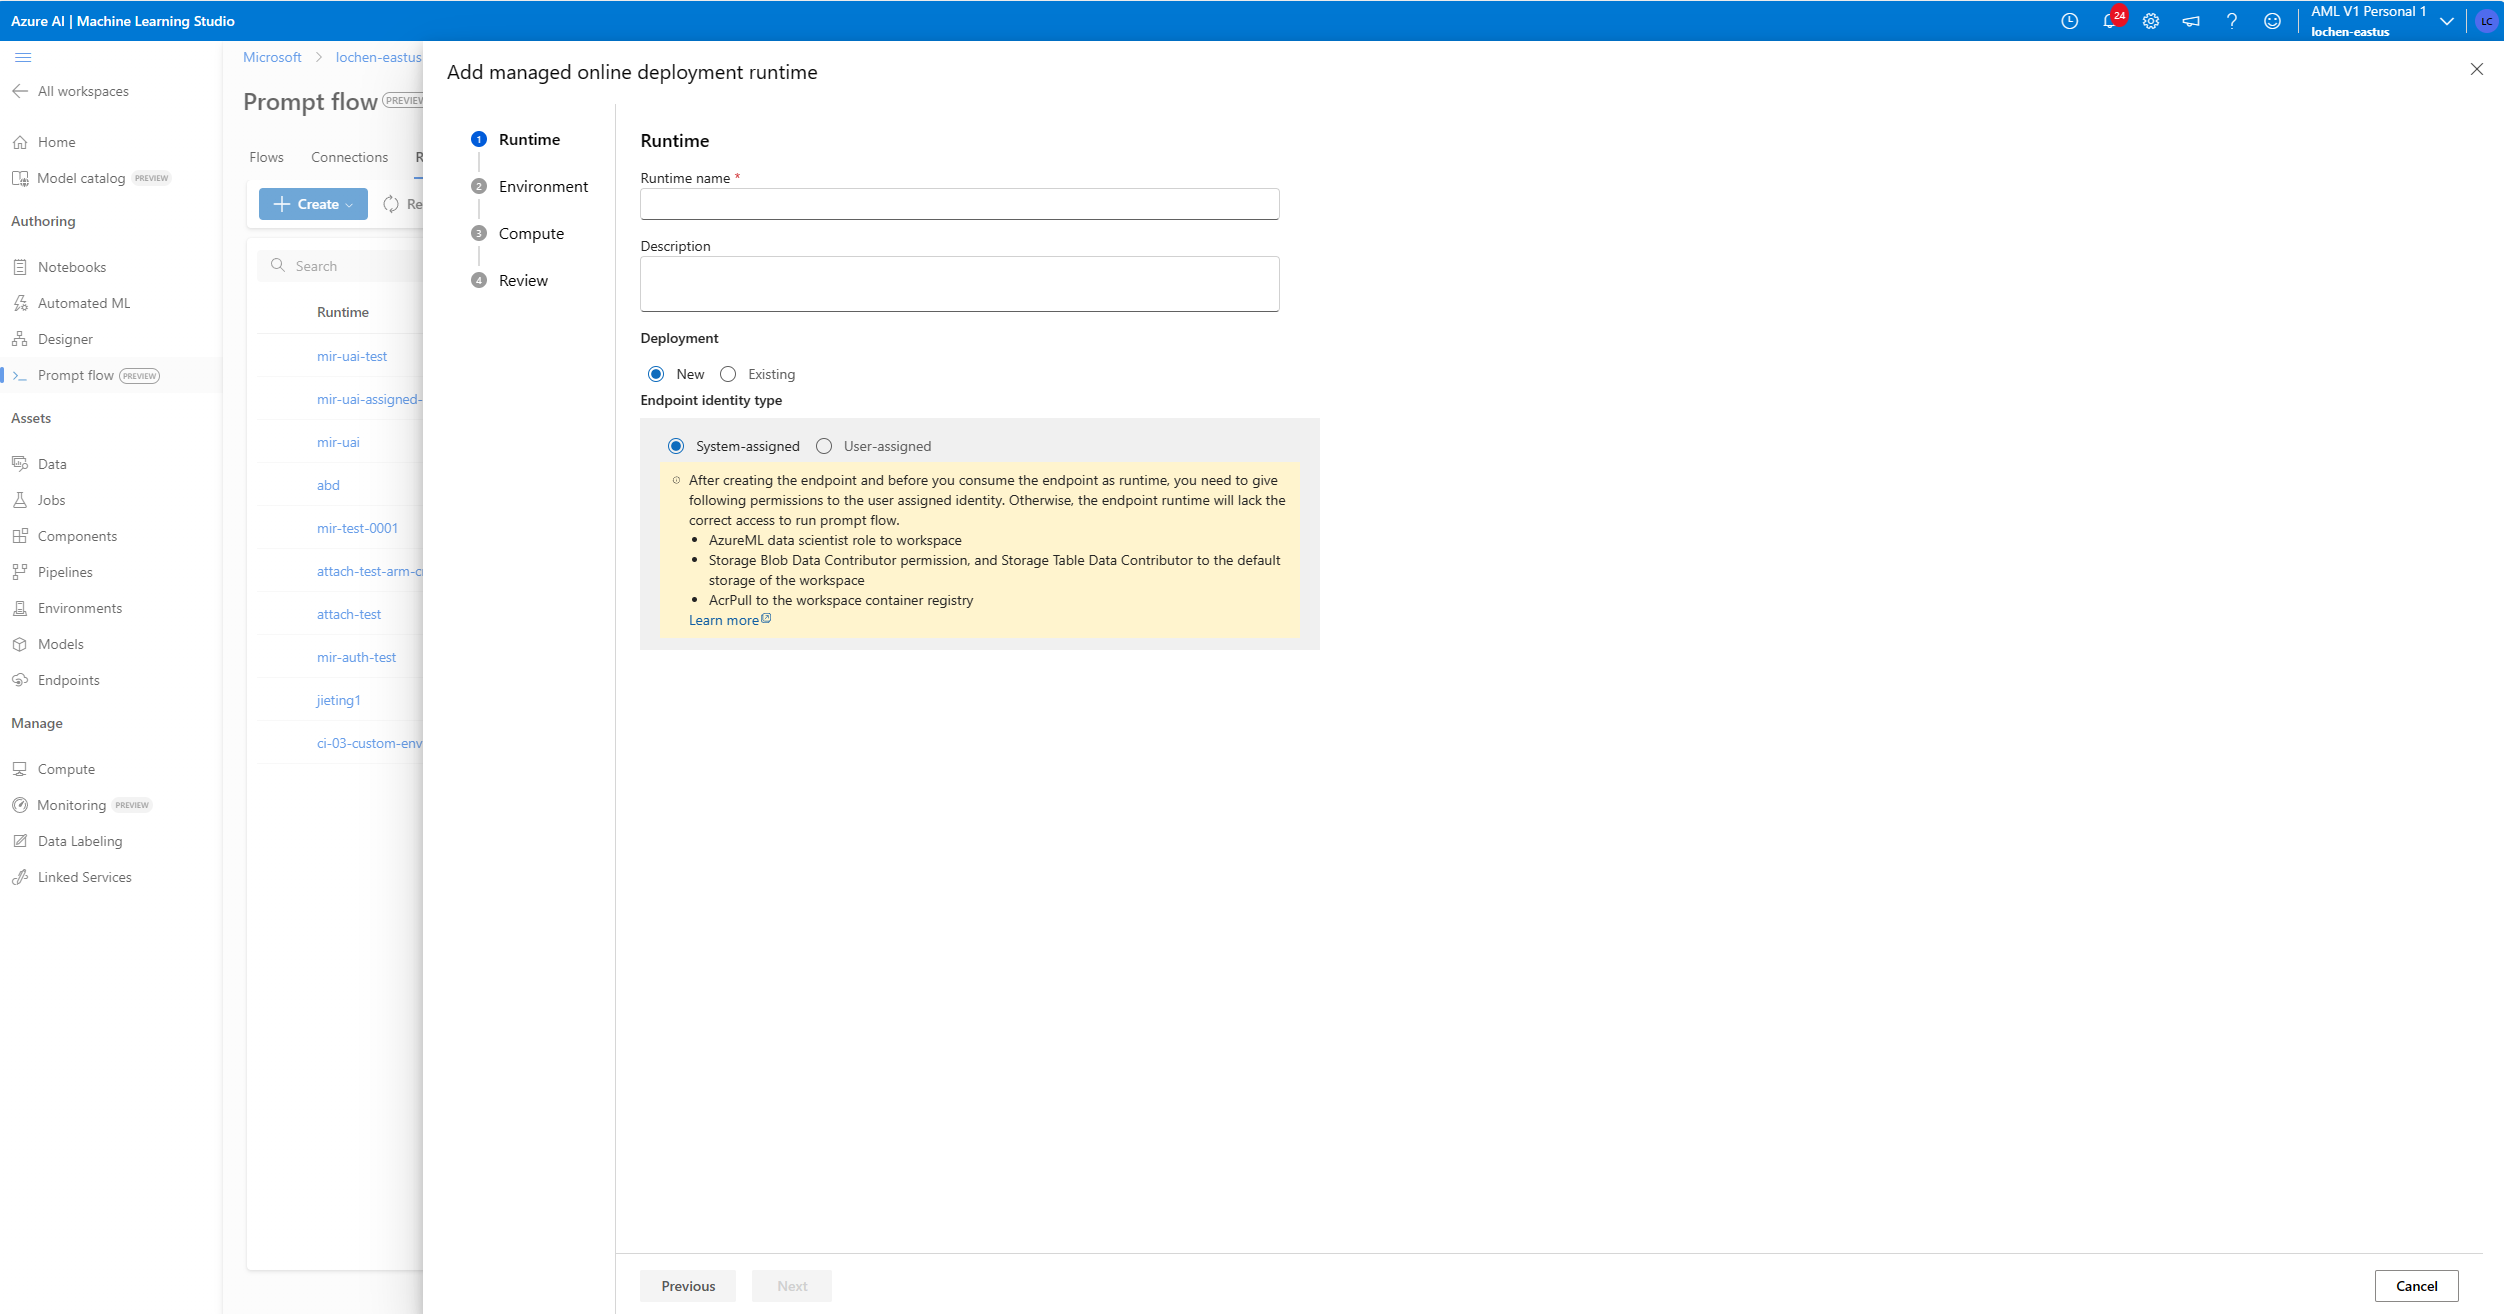 Azure AI | Machine Learning Studio
24
AML V1 Personal 1
lochen-eastus
LC
All workspaces
Home
Model catalog PREVIEW
Authoring
Notebooks
Automated ML
Designer
Prompt flow PREVIEW
Assets
Data
Jobs
Components
Pipelines
Environments
Models
Endpoints
Manage
Compute
Monitoring PREVIEW
Data Labeling
Linked Services
Microsoft > lochen-eastus
Prompt flow PREVIEW
Flows Connections R
Create Re
Search
Runtime
mir-uai-test
mir-uai-assigned-
mir-uai
abd
mir-test-0001
attach-test-arm-c
attach-test
mir-auth-test
jieting1
ci-03-custom-env
Add managed online deployment runtime
1 Runtime
2 Environment
3 Compute
4 Review
Runtime
Runtime name *
Description
Deployment
New Existing
Endpoint identity type
System-assigned User-assigned
After creating the endpoint and before you consume the endpoint as runtime, you need to give
following permissions to the user assigned identity. Otherwise, the endpoint runtime will lack the
correct access to run prompt flow.
• AzureML data scientist role to workspace
• Storage Blob Data Contributor permission, and Storage Table Data Contributor to the default
storage of the workspace
• AcrPull to the workspace container registry
Learn more
Previous Next
Cancel